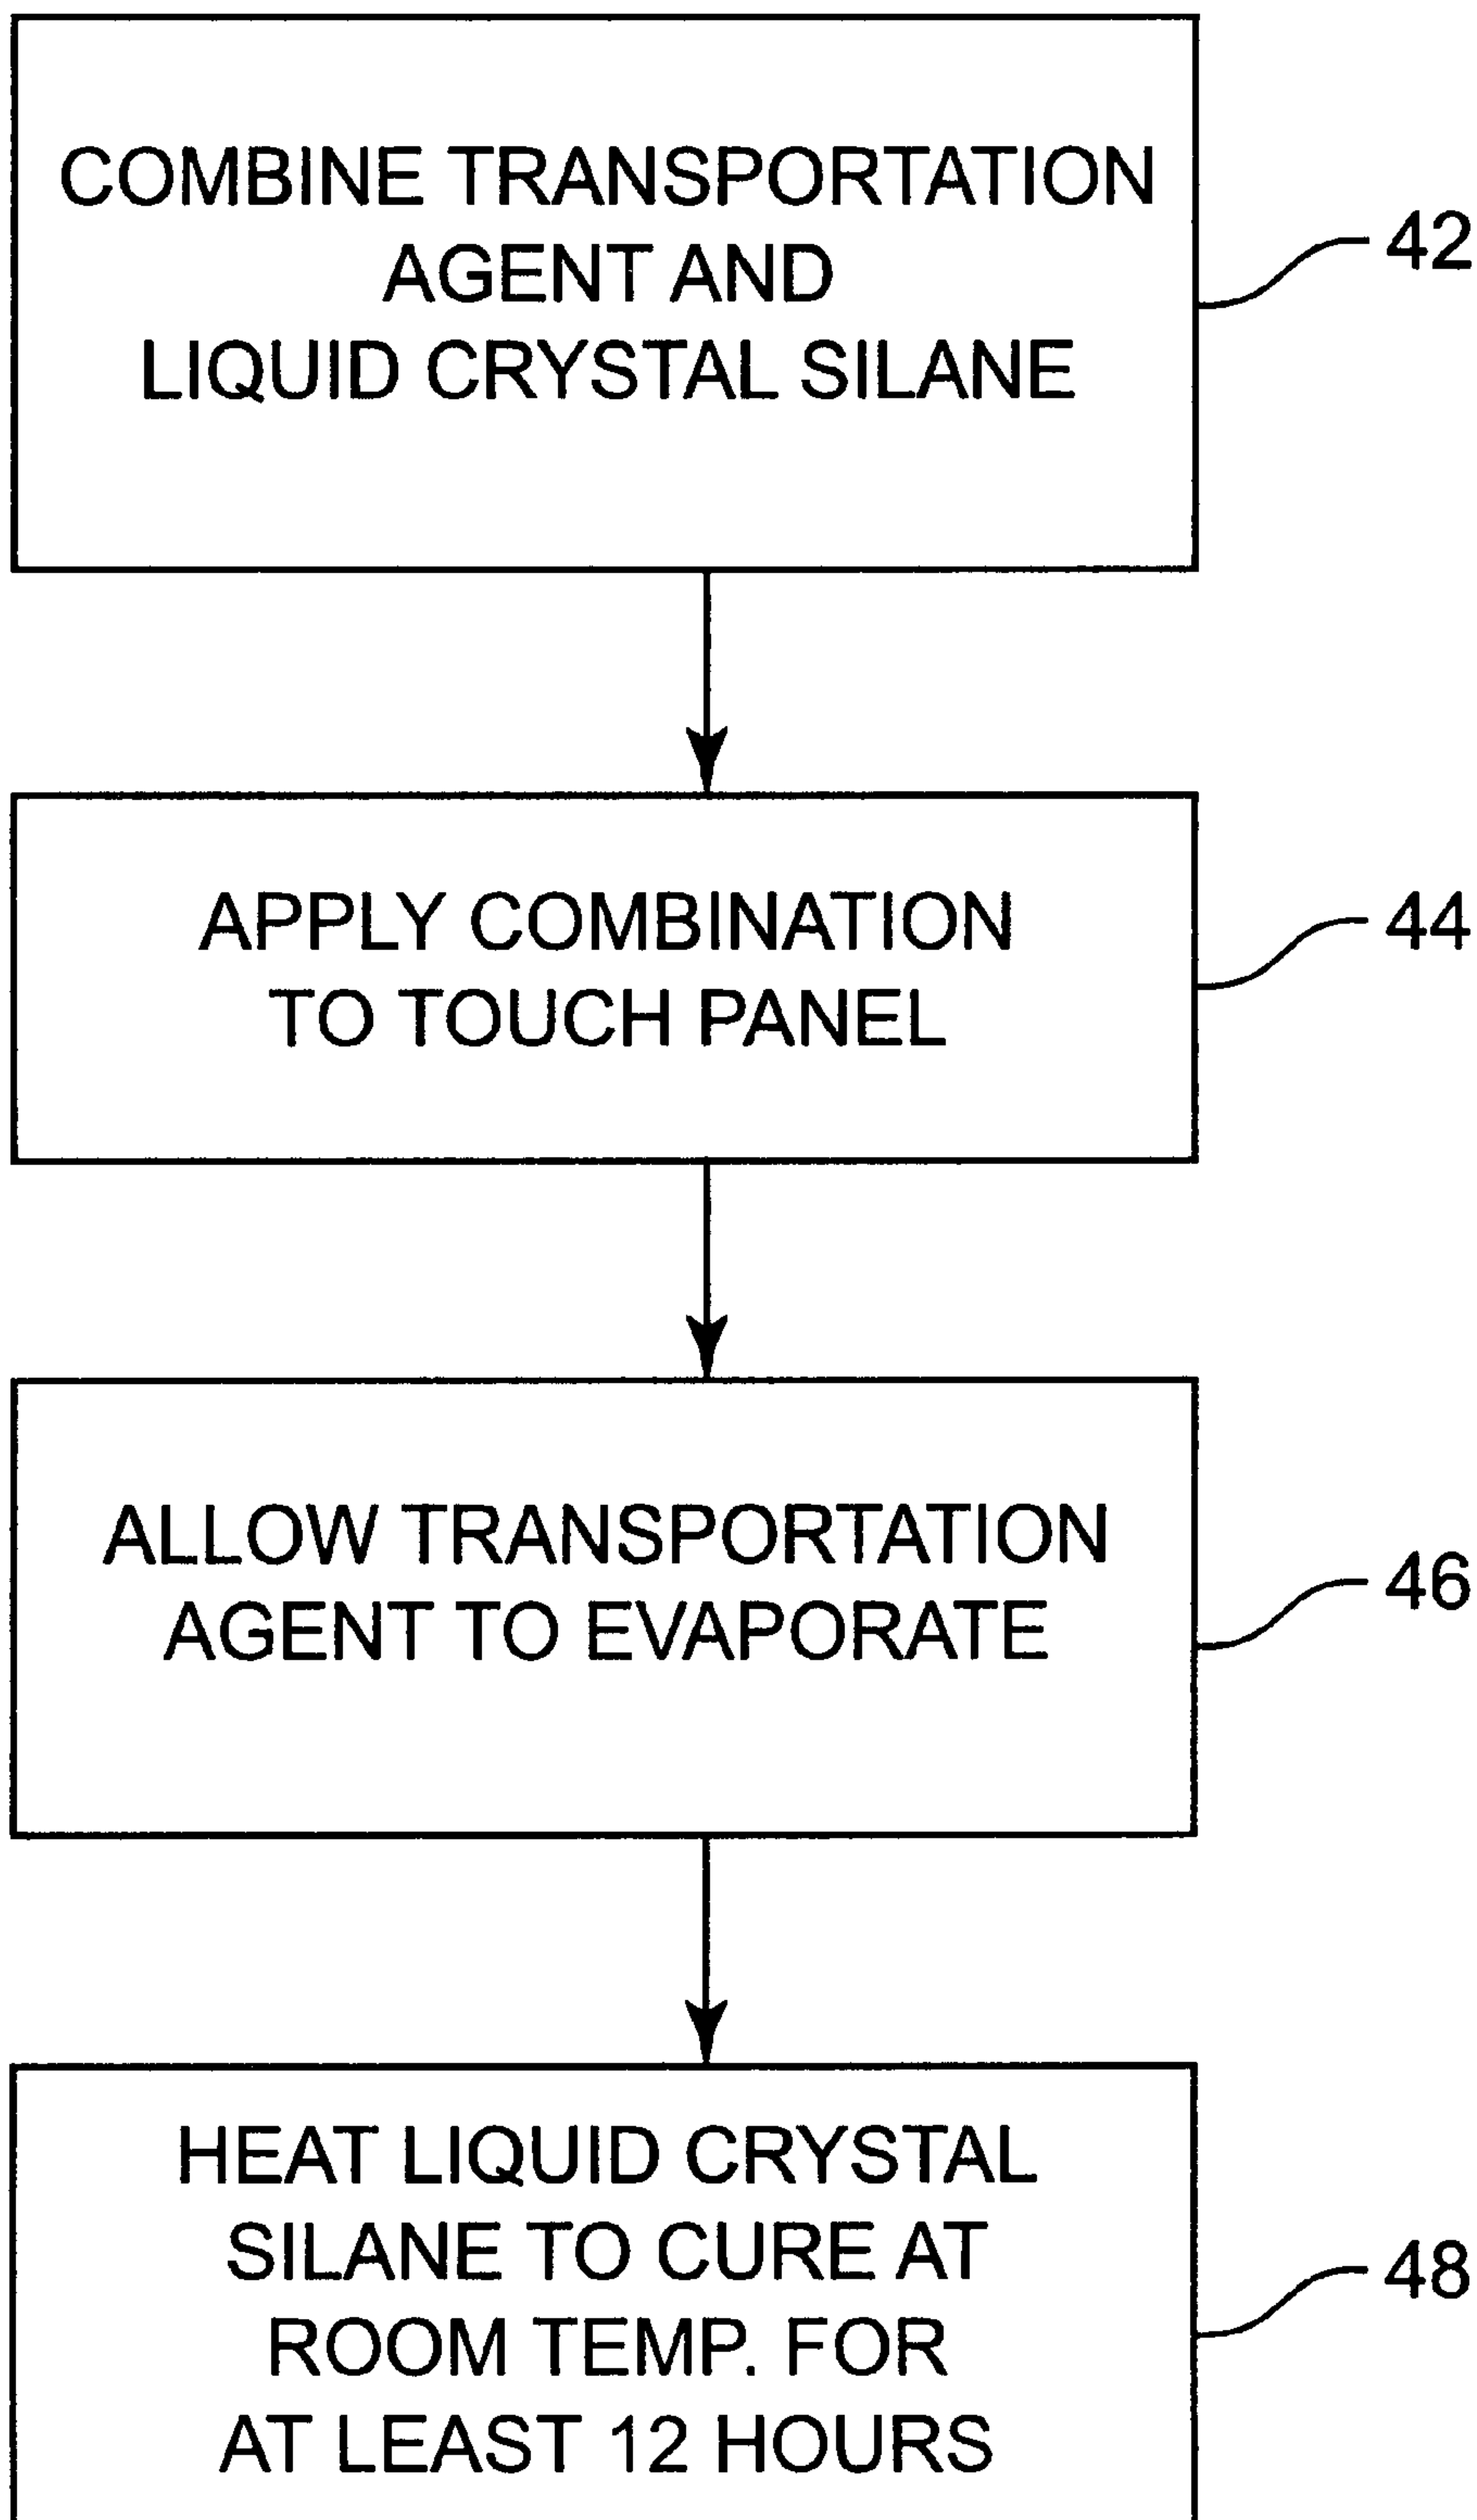 COMBINE TRANSPORTATION
AGENT AND
LIQUID CRYSTAL SILANE
42
APPLY COMBINATION
TO TOUCH PANEL
44
ALLOW TRANSPORTATION
AGENT TO EVAPORATE
46
HEAT LIQUID CRYSTAL
SILANE TO CURE AT
ROOM TEMP. FOR
AT LEAST 12 HOURS
48